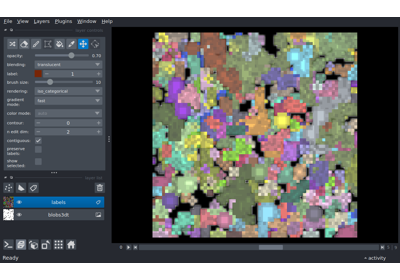 File View Layers Plugins Window Help
opacity: 0.70
blending: translucent
label: 1
brush size: 10
rendering: iso_categorical
gradient mode: fast
color mode:
contour: 0
n edit dim: 2
contiguous:
preserve labels:
show selected:
labels
blobs3dt
0
Ready
activity